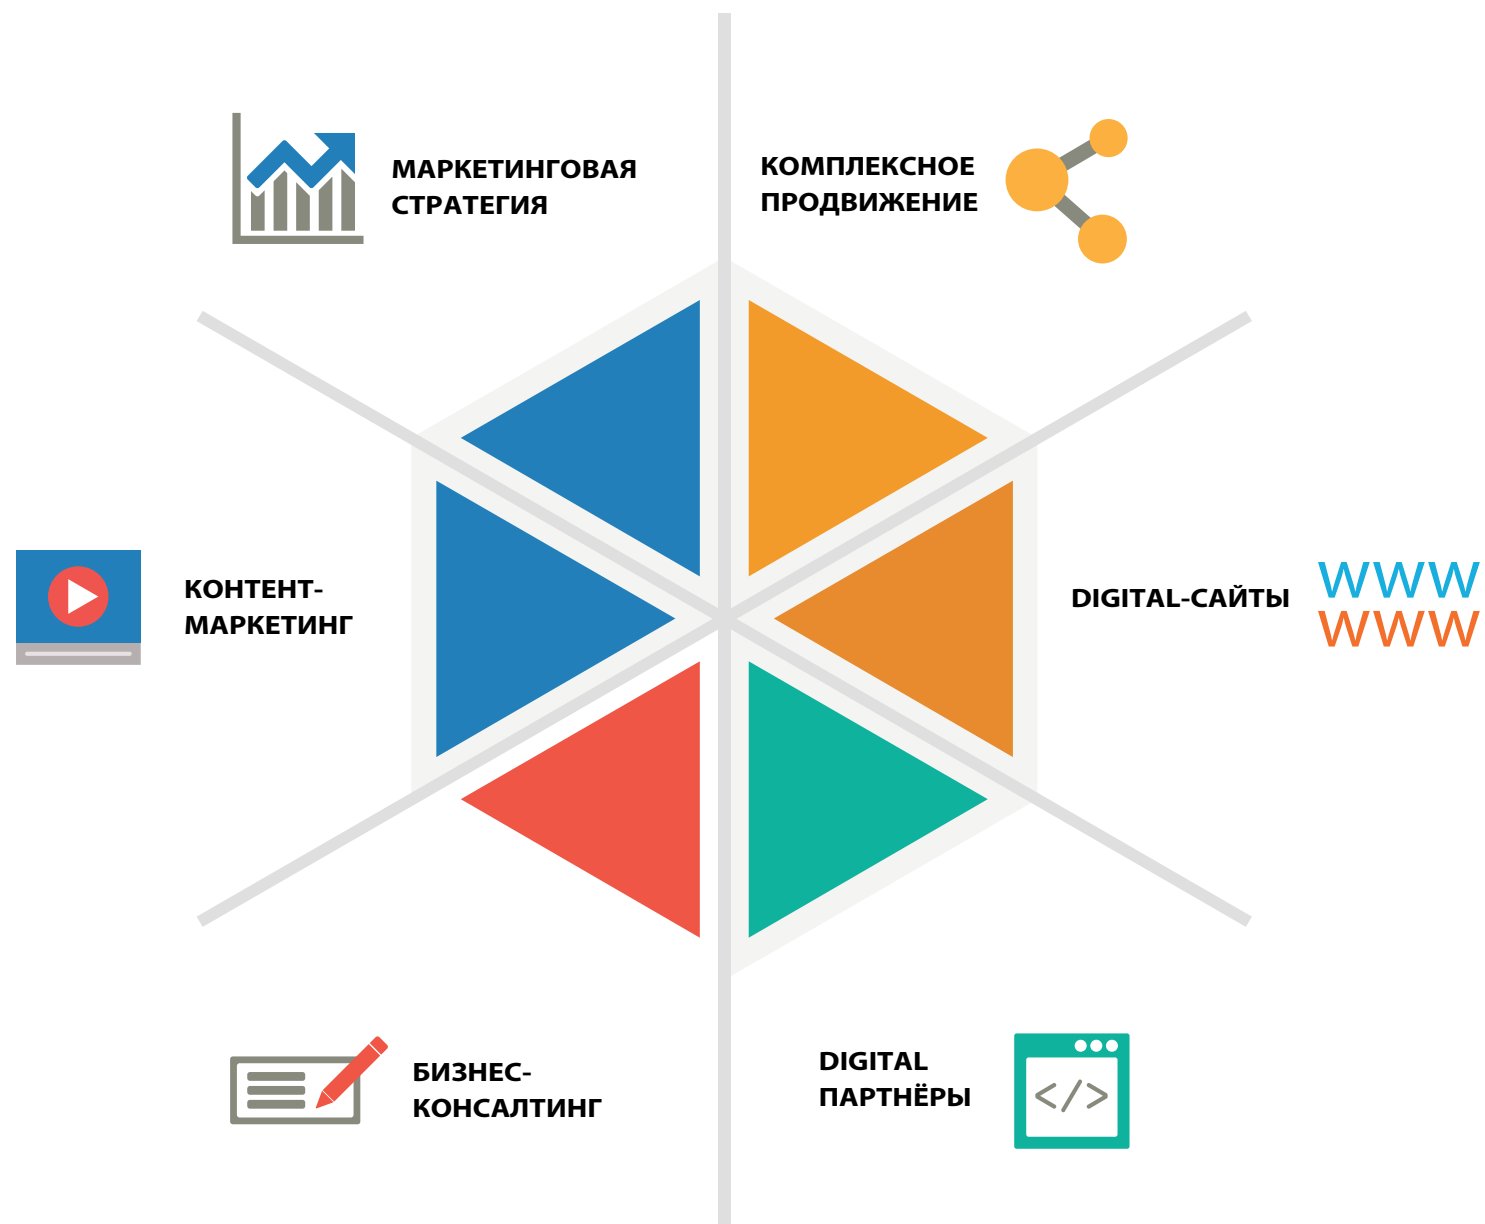 МАРКЕТИНГОВАЯ
СТРАТЕГИЯ
КОМПЛЕКСНОЕ
ПРОДВИЖЕНИЕ
КОНТЕНТ-
МАРКЕТИНГ
DIGITAL-САЙТЫ
WWW
WWW
БИЗНЕС-
КОНСАЛТИНГ
DIGITAL
ПАРТНЁРЫ
</>